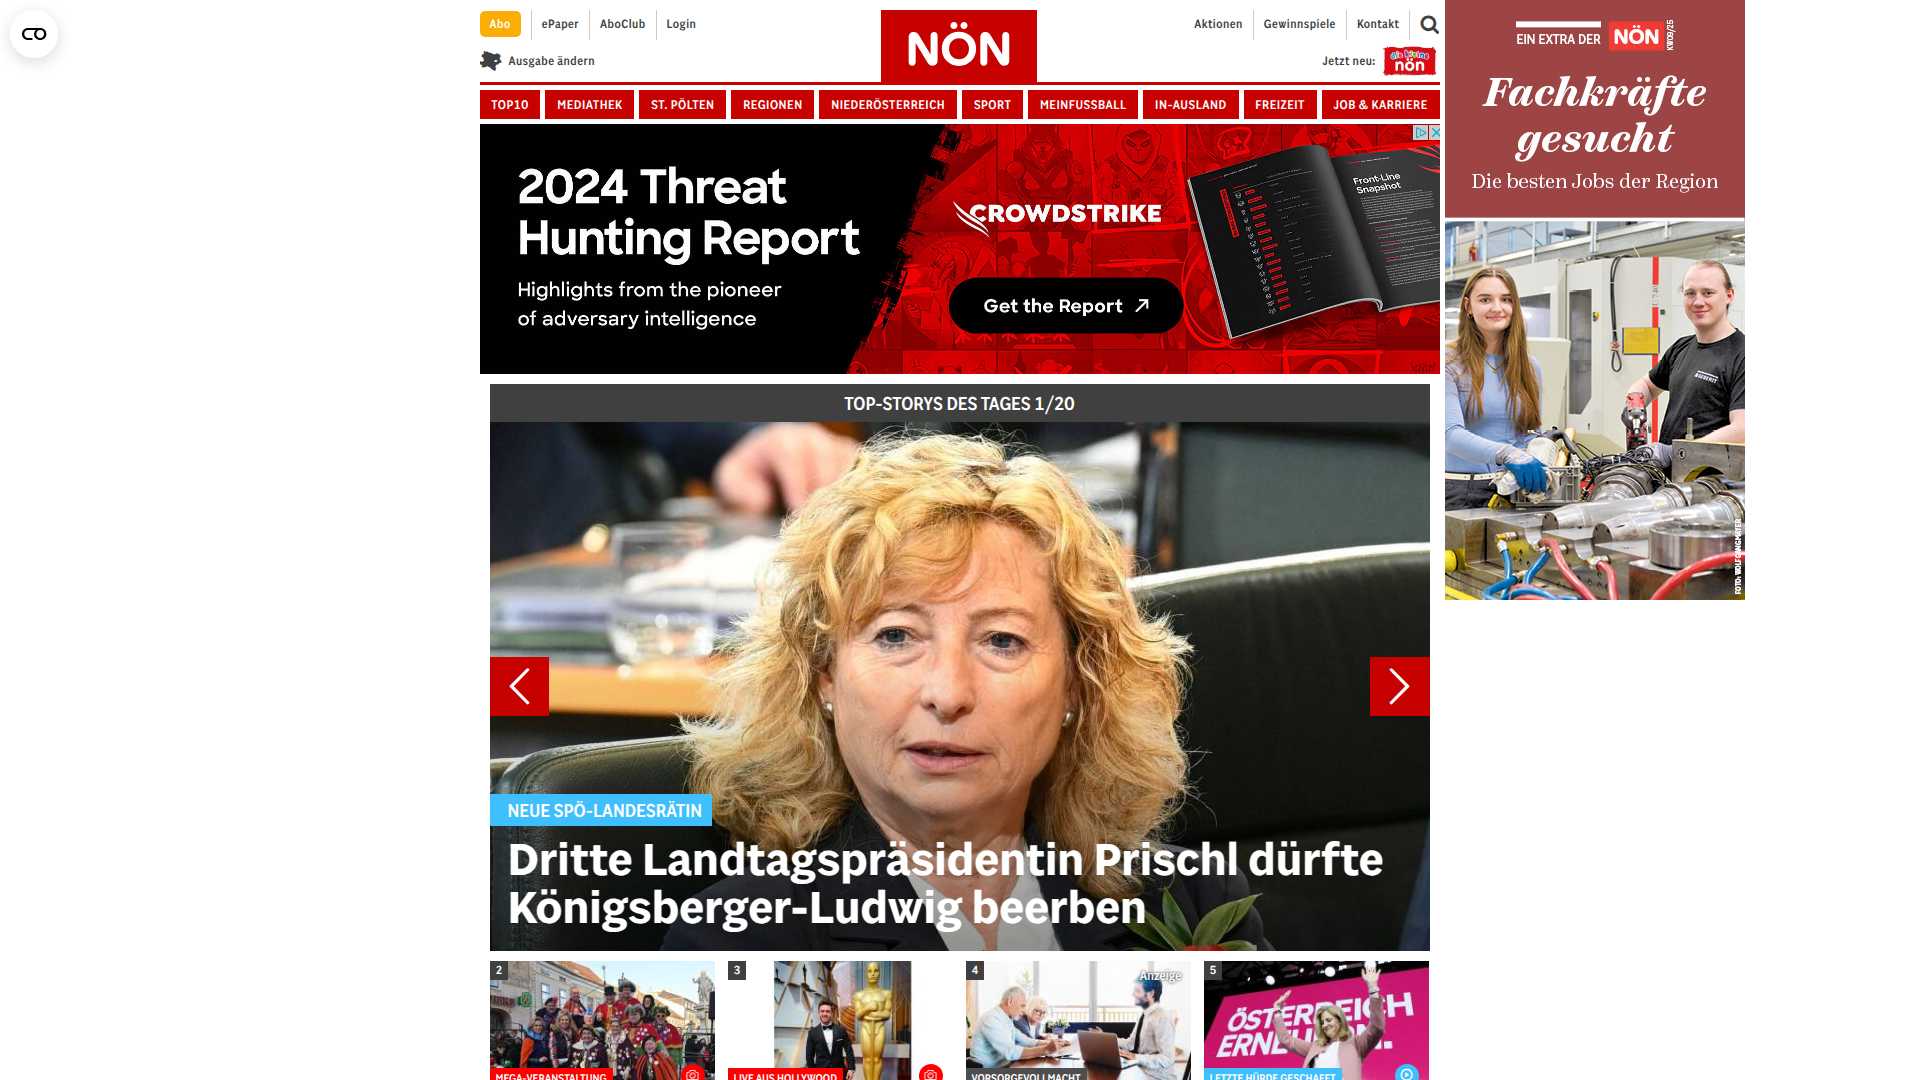 Abo
ePaper
AboClub
Login
Aktionen
Gewinnspiele
Kontakt
Ausgabe ändern
NÖN
Jetzt neu:
die kleine
nön
TOP10
MEDIATHEK
ST. PÖLTEN
REGIONEN
NIEDERÖSTERREICH
SPORT
MEINFUSSBALL
IN-AUSLAND
FREIZEIT
JOB & KARRIERE
2024 Threat
Hunting Report
Highlights from the pioneer
of adversary intelligence
CROWDSTRIKE
Get the Report
Front-Line
Snapshot
EIN EXTRA DER NÖN
KW09/25
Fachkräfte
gesucht
Die besten Jobs der Region
FOTO: WOLFGANG MAYER
TOP-STORYS DES TAGES 1/20
NEUE SPÖ-LANDESRÄTIN
Dritte Landtagspräsidentin Prischl dürfte
Königsberger-Ludwig beerben
2
MEGA-VERANSTALTUNG
3
LIVE AUS HOLLYWOOD
4
Anzeige
VORSORGEVOLLMACHT
5
ÖSTERREICH
ERNEUERN.
LETZTE HÜRDE GESCHAFFT